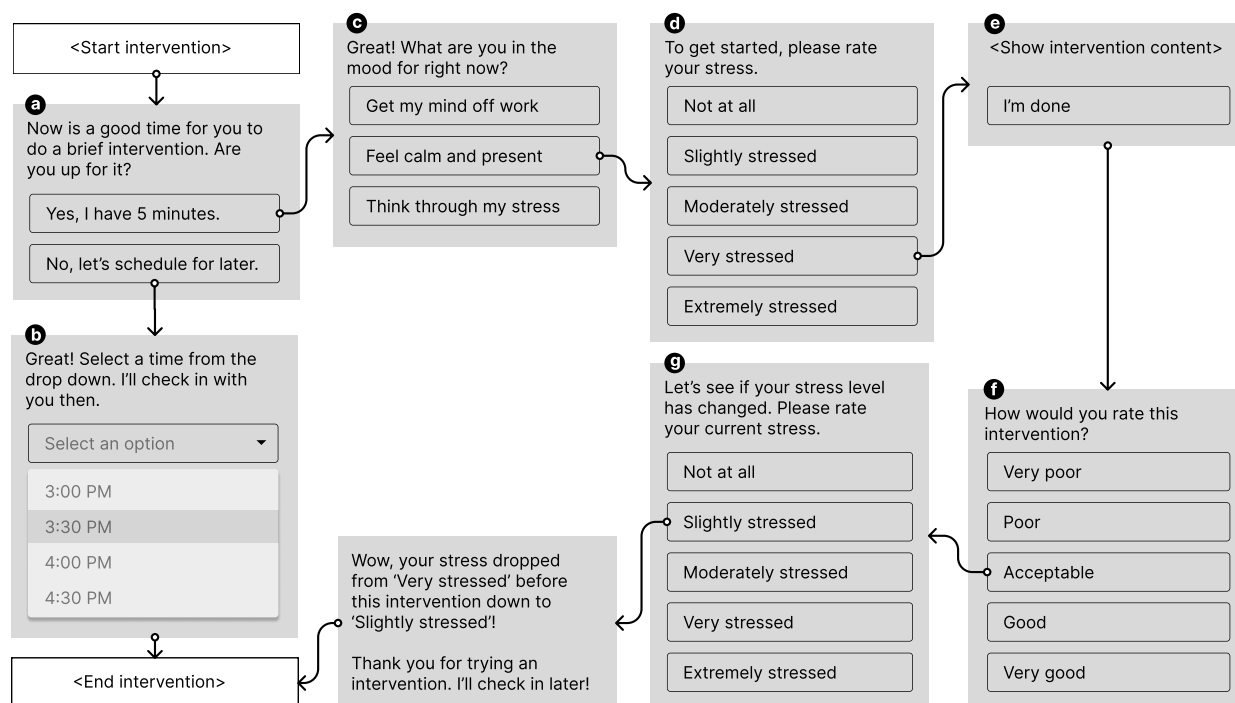 <Start intervention>
a
Now is a good time for you to
do a brief intervention. Are
you up for it?
Yes, I have 5 minutes.
No, let's schedule for later.
b
Great! Select a time from the
drop down. I'll check in with
you then.
Select an option
3:00 PM
3:30 PM
4:00 PM
4:30 PM
<End intervention>
c
Great! What are you in the
mood for right now?
Get my mind off work
Feel calm and present
Think through my stress
d
To get started, please rate
your stress.
Not at all
Slightly stressed
Moderately stressed
Very stressed
Extremely stressed
e
<Show intervention content>
I'm done
f
How would you rate this
intervention?
Very poor
Poor
Acceptable
Good
Very good
g
Let's see if your stress level
has changed. Please rate
your current stress.
Not at all
Slightly stressed
Moderately stressed
Very stressed
Extremely stressed
Wow, your stress dropped
from ‘Very stressed’ before
this intervention down to
‘Slightly stressed’!
Thank you for trying an
intervention. I'll check in later!